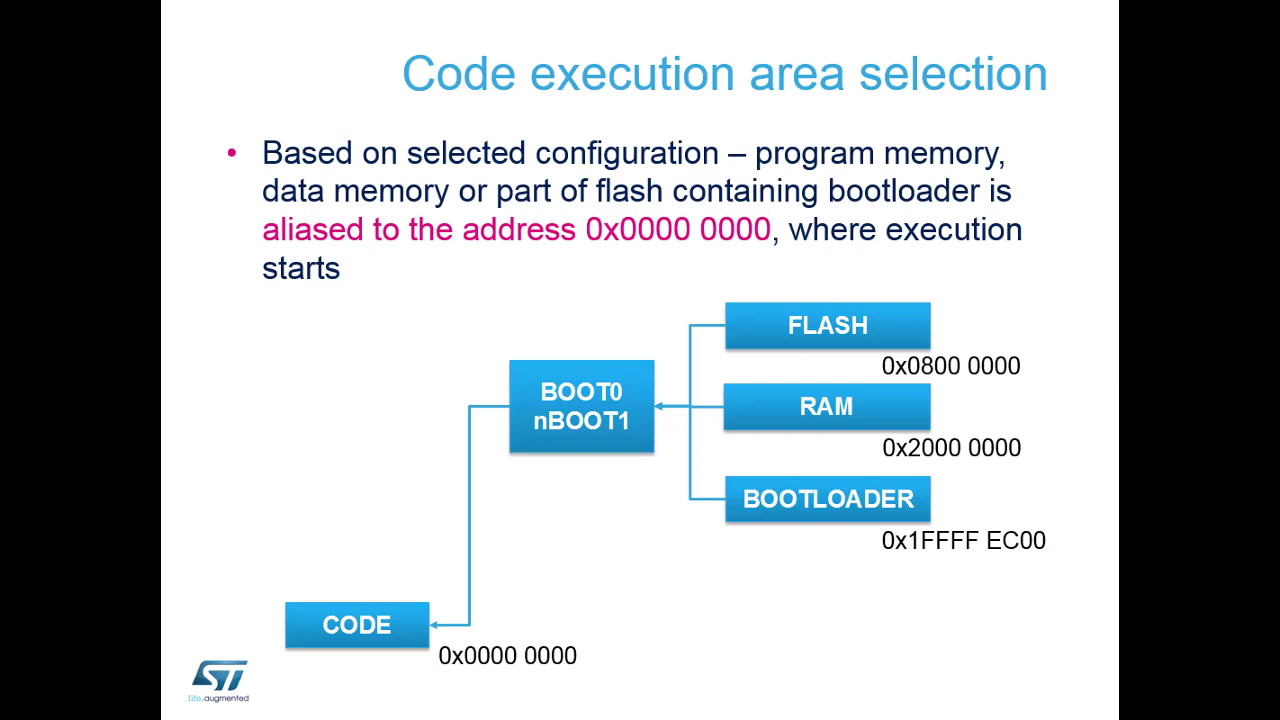 Code execution area selection
• Based on selected configuration – program memory,
data memory or part of flash containing bootloader is
aliased to the address 0x0000 0000, where execution
starts
FLASH
0x0800 0000
BOOT0
nBOOT1
RAM
0x2000 0000
BOOTLOADER
0x1FFFF EC00
CODE
0x0000 0000
ST
life.augmented